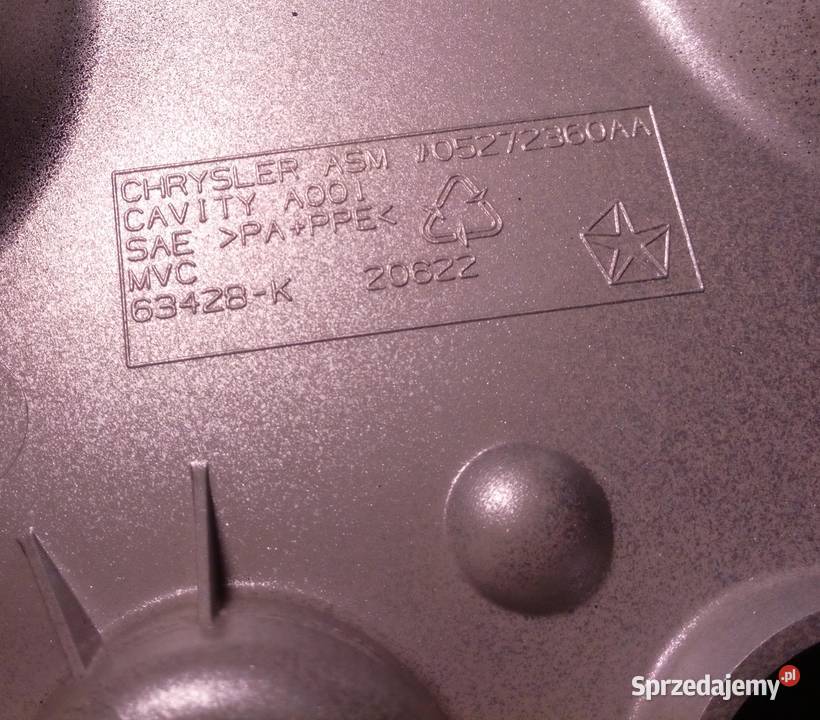 CHRYSLER ASM #05272360AA
CAVITY A001
SAE >PA+PPE<
MVC
63428-K 20622
Sprzedajemy.pl